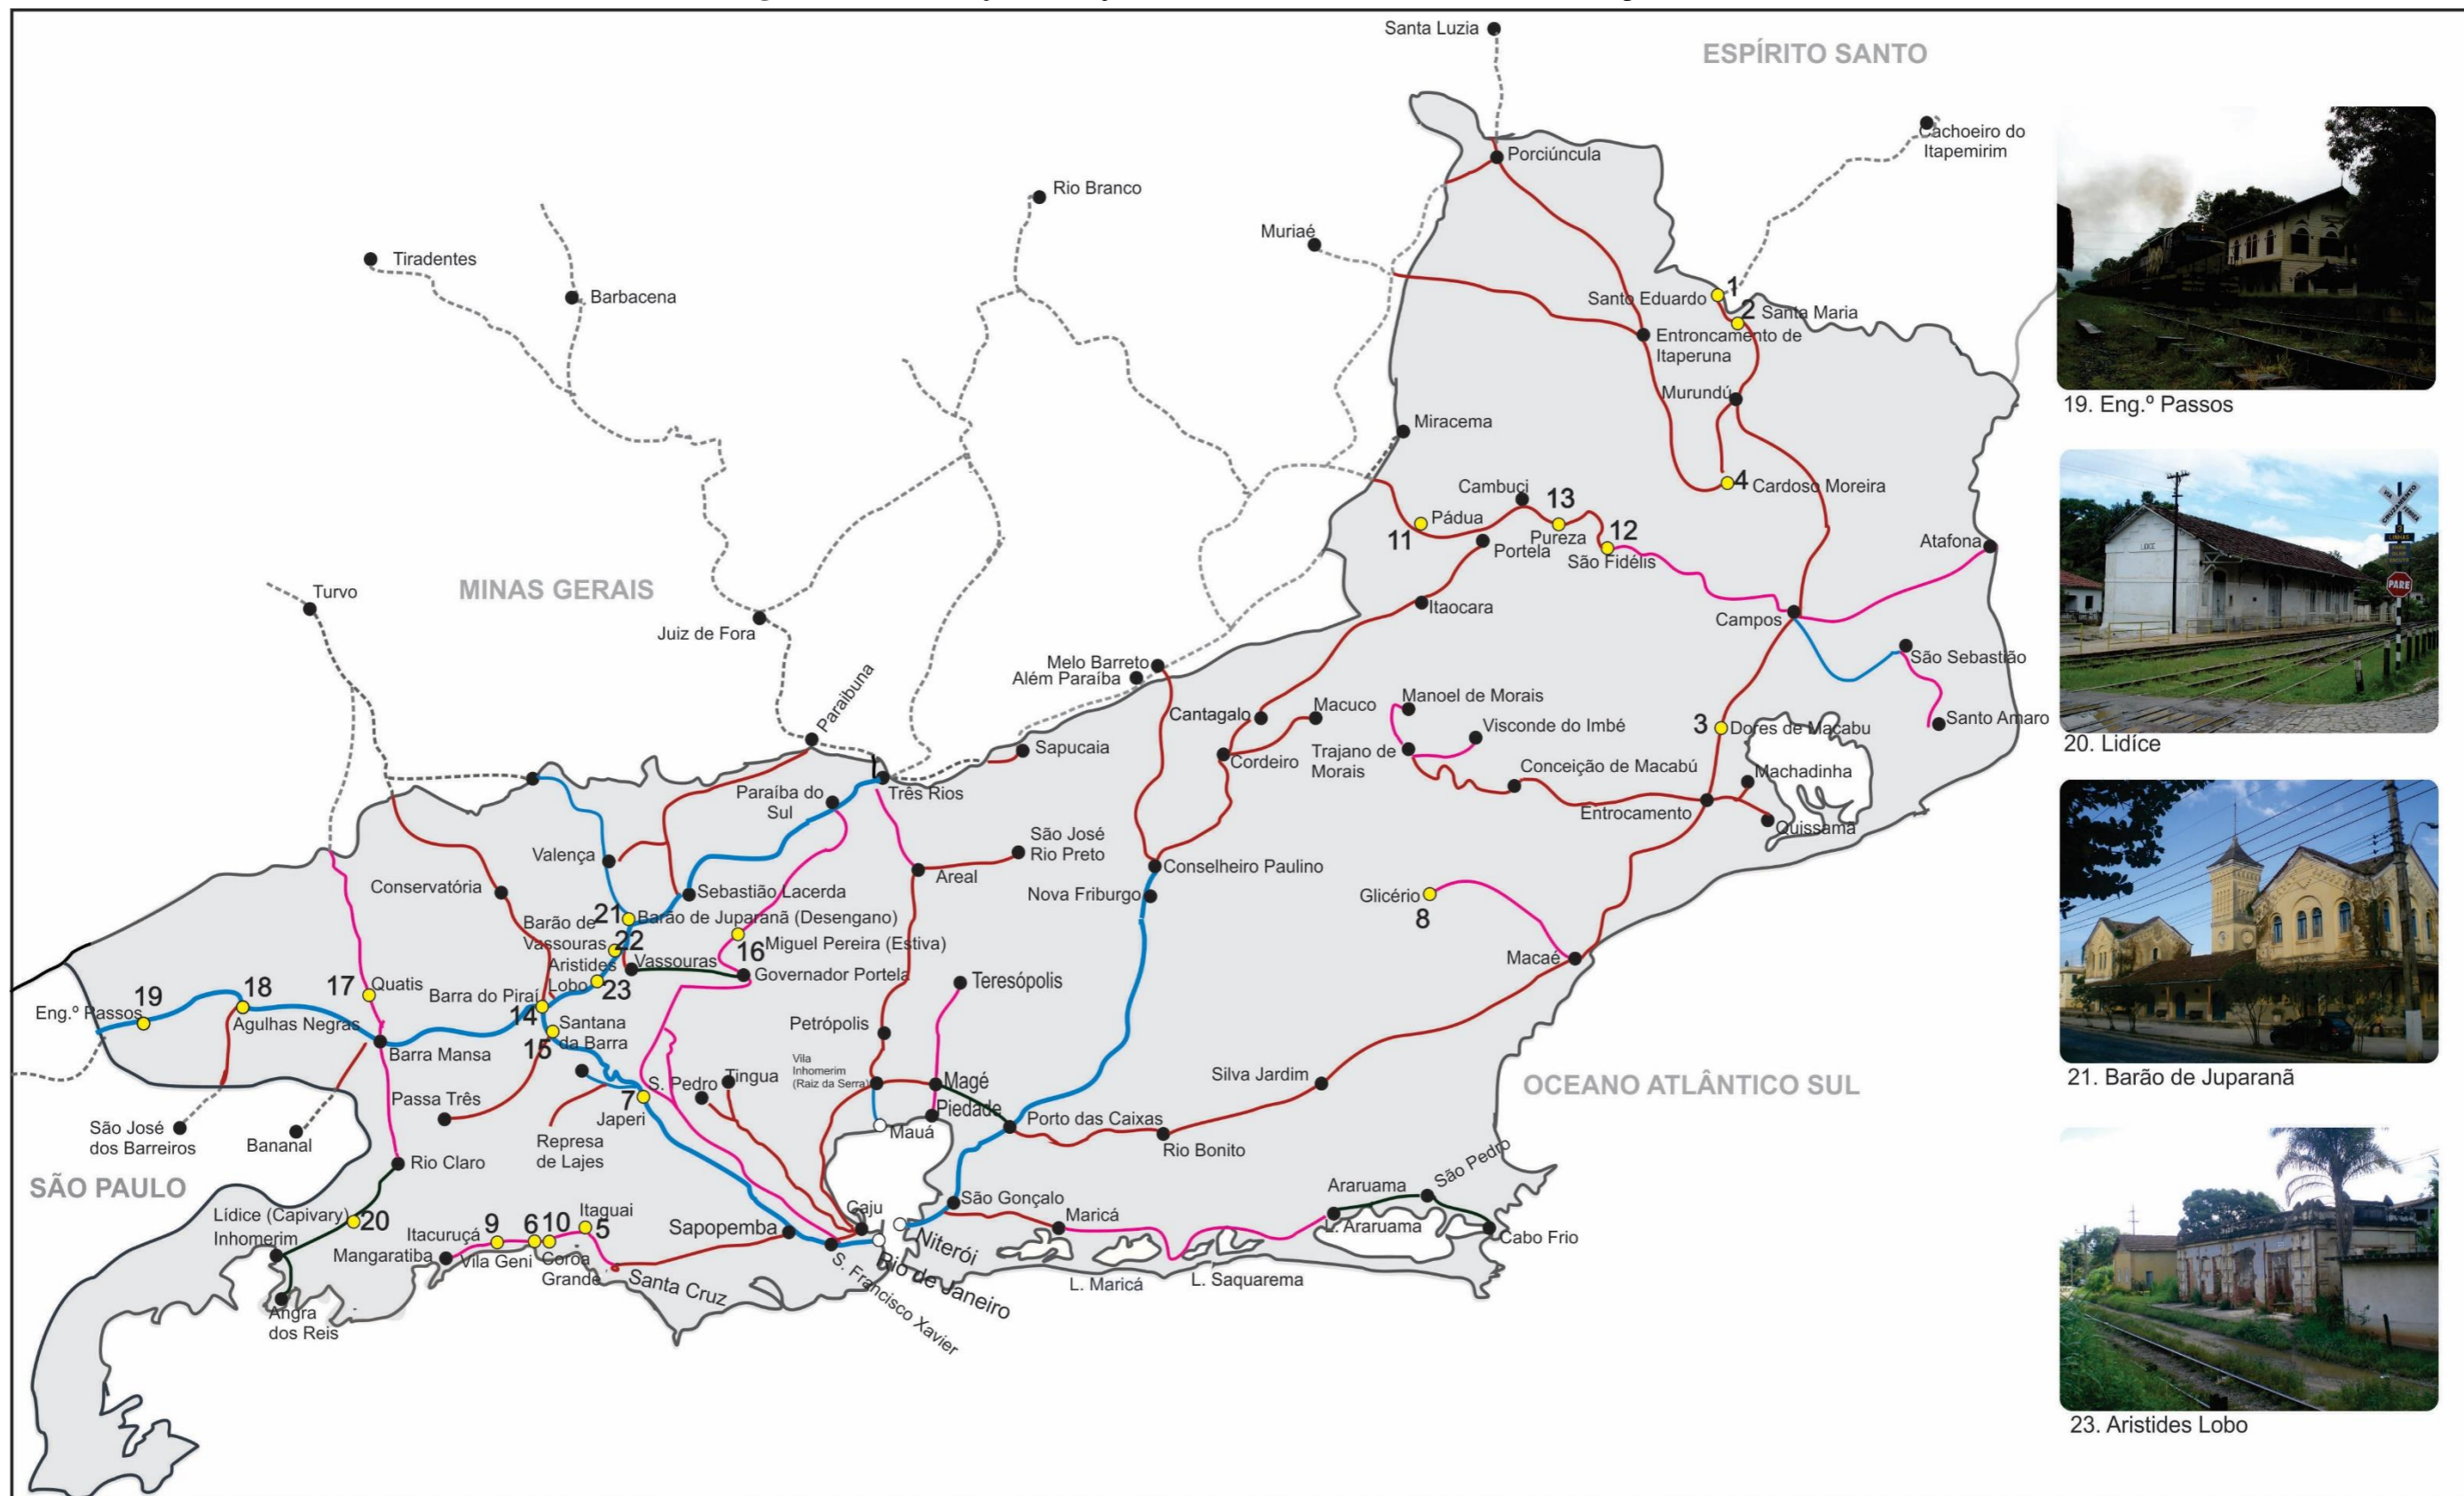 Santa Luzia
ESPÍRITO SANTO
Cachoeiro do
Itapemirim
Porciúncula
Rio Branco
Muriaé
Tiradentes
Barbacena
1
Santo Eduardo
2
Santa Maria
Entroncamento de
Itaperuna
Murundú
Miracema
4
Cardoso Moreira
Cambuci
13
Pádua
11
Pureza
12
Portela
São Fidélis
Atafona
Turvo
MINAS GERAIS
Juiz de Fora
Itaocara
Campos
São Sebastião
Santo Amaro
Melo Barreto
Além Paraíba
Paraibuna
Cantagalo
Macuco
Manoel de Morais
Visconde do Imbé
Trajano de
Morais
3
Dores de Macabu
Sapucaia
Cordeiro
Conceição de Macabú
Machadinha
Entrocamento
Quissamã
Três Rios
Paraíba do
Sul
São José
Rio Preto
Areal
Valença
Conselheiro Paulino
Nova Friburgo
Conservatória
Sebastião Lacerda
Glicério
8
21
Barão de Juparanã (Desengano)
Barão de
Vassouras
22
16
Miguel Pereira (Estiva)
Vassouras
Governador Portela
Aristides
Lobo
23
Macaé
Teresópolis
17
Quatis
18
19
Eng.º Passos
Agulhas Negras
Barra do Piraí
14
Santana
da Barra
15
Barra Mansa
Petrópolis
Vila
Inhomerim
(Raiz da Serra)
S. Pedro
Tingua
Magé
Piedade
Mauá
7
Japeri
Silva Jardim
OCEANO ATLÂNTICO SUL
Passa Três
Represa
de Lajes
Porto das Caixas
Rio Bonito
São José
dos Barreiros
Bananal
Rio Claro
SÃO PAULO
São Gonçalo
Maricá
Araruama
São Pedro
L. Araruama
Cabo Frio
Lídice (Capivary)
20
Inhomerim
Itacuruçá
9
6
10
Itaguai
5
Mangaratiba
Vila Geni
Coroa
Grande
Santa Cruz
Sapopemba
Caju
Niterói
Rio de Janeiro
S. Francisco Xavier
L. Maricá
L. Saquarema
Angra
dos Reis
19. Eng.º Passos
LIDICE
CRUZAMENTO
PARE
20. Lidíce
21. Barão de Juparanã
23. Aristides Lobo